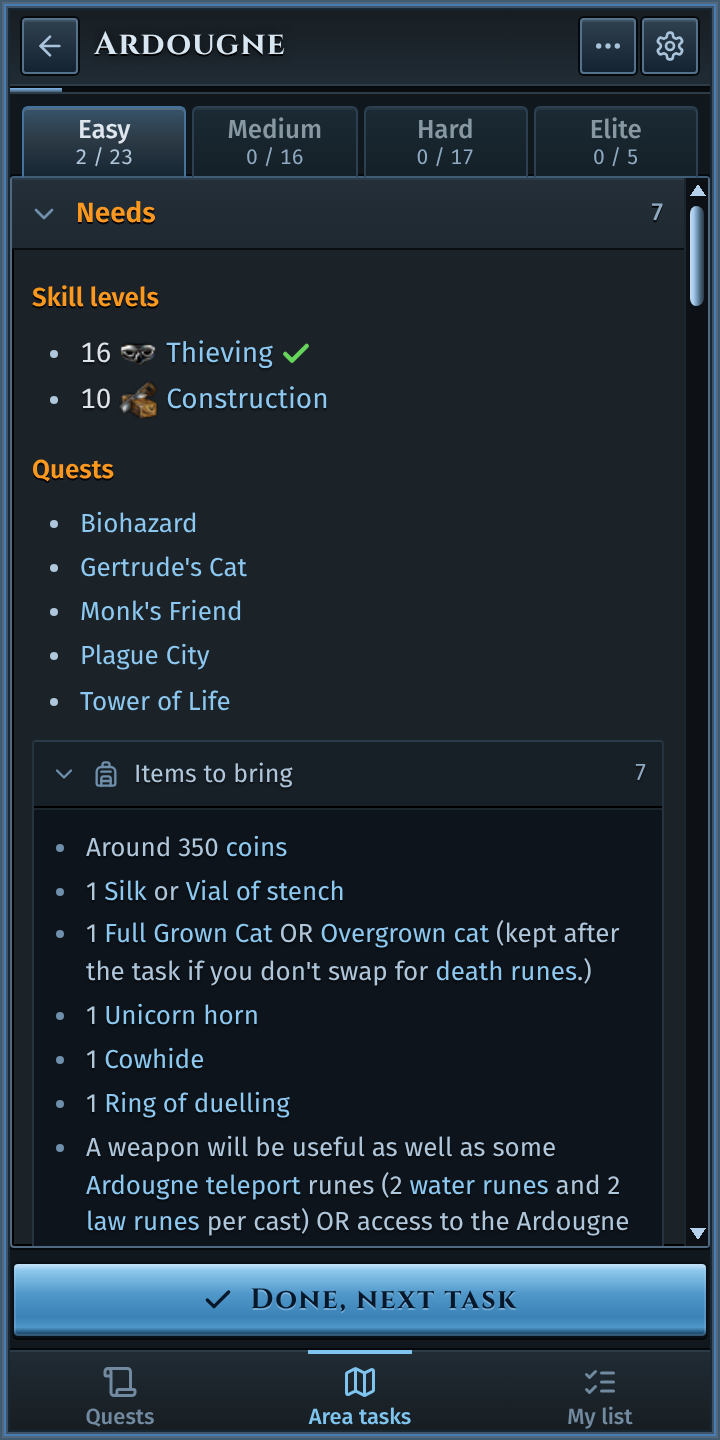 Ardougne
Easy
2 / 23
Medium
0 / 16
Hard
0 / 17
Elite
0 / 5
Needs
7
Skill levels
16 Thieving
10 Construction
Quests
Biohazard
Gertrude's Cat
Monk's Friend
Plague City
Tower of Life
Items to bring
7
Around 350 coins
1 Silk or Vial of stench
1 Full Grown Cat OR Overgrown cat (kept after
the task if you don't swap for death runes.)
1 Unicorn horn
1 Cowhide
1 Ring of duelling
A weapon will be useful as well as some
Ardougne teleport runes (2 water runes and 2
law runes per cast) OR access to the Ardougne
Done, next task
Quests
Area tasks
My list